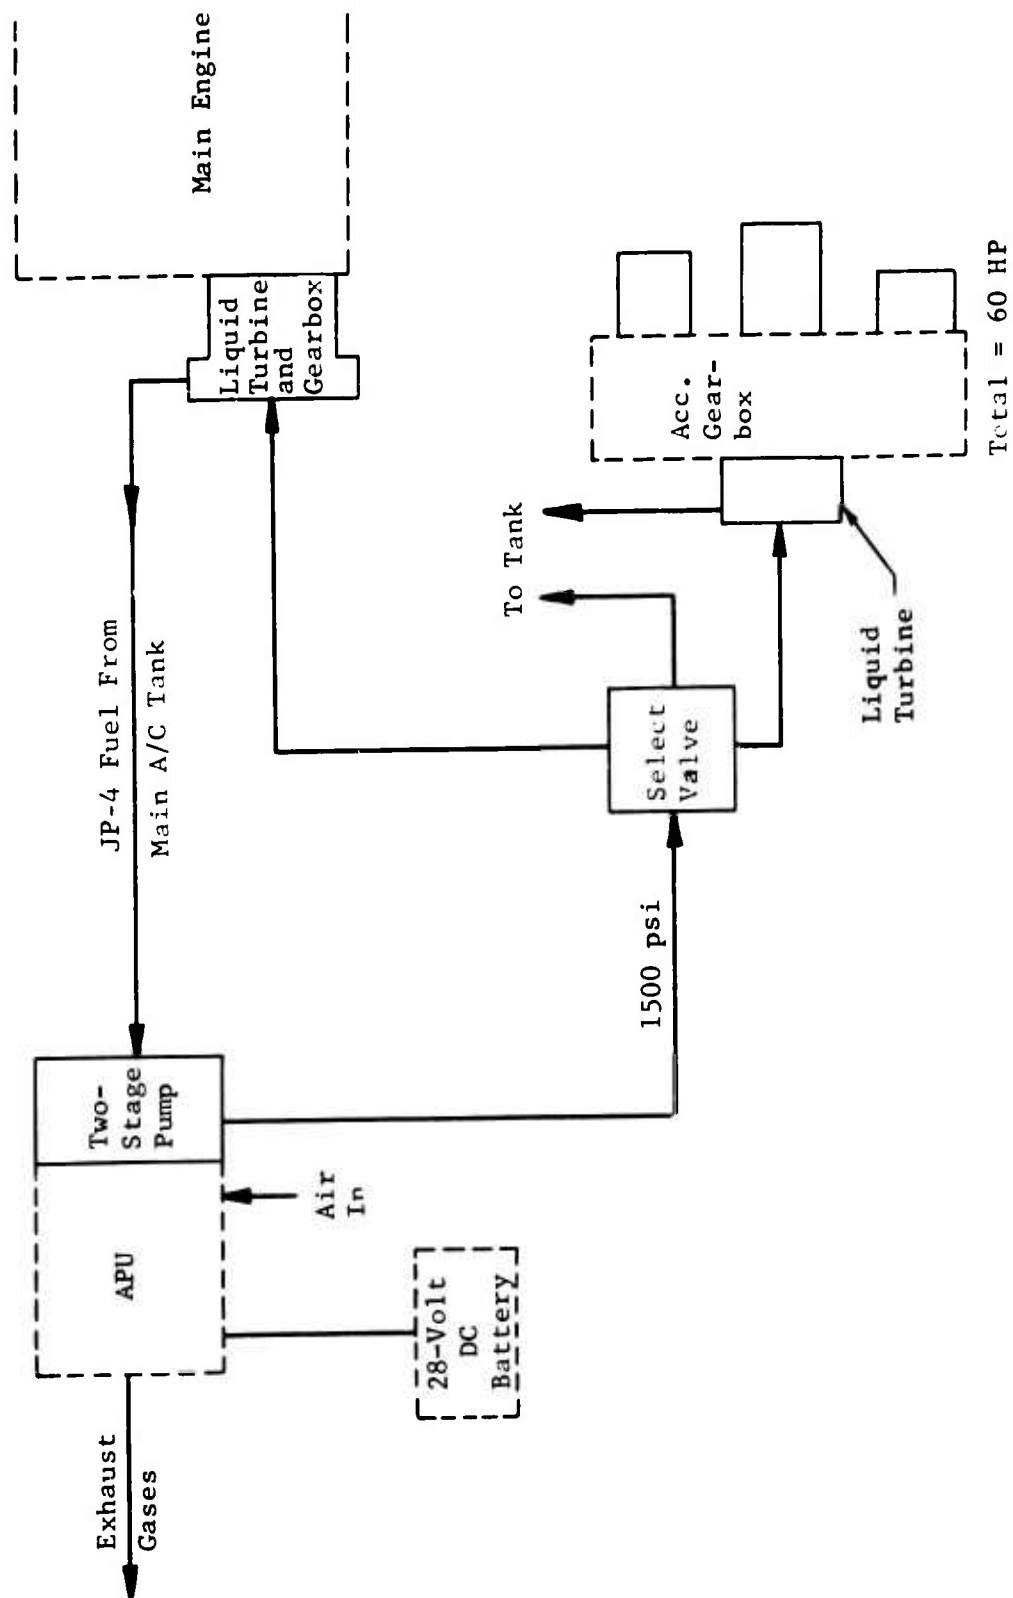 Exhaust
Gases
APU
Two-
Stage
Pump
JP-4 Fuel From
Main A/C Tank
Liquid
Turbine
and
Gearbox
Main Engine
Air
In
28-Volt
DC
Battery
1500 psi
Select
Valve
To Tank
Liquid
Turbine
Acc.
Gear-
box
Total = 60 HP